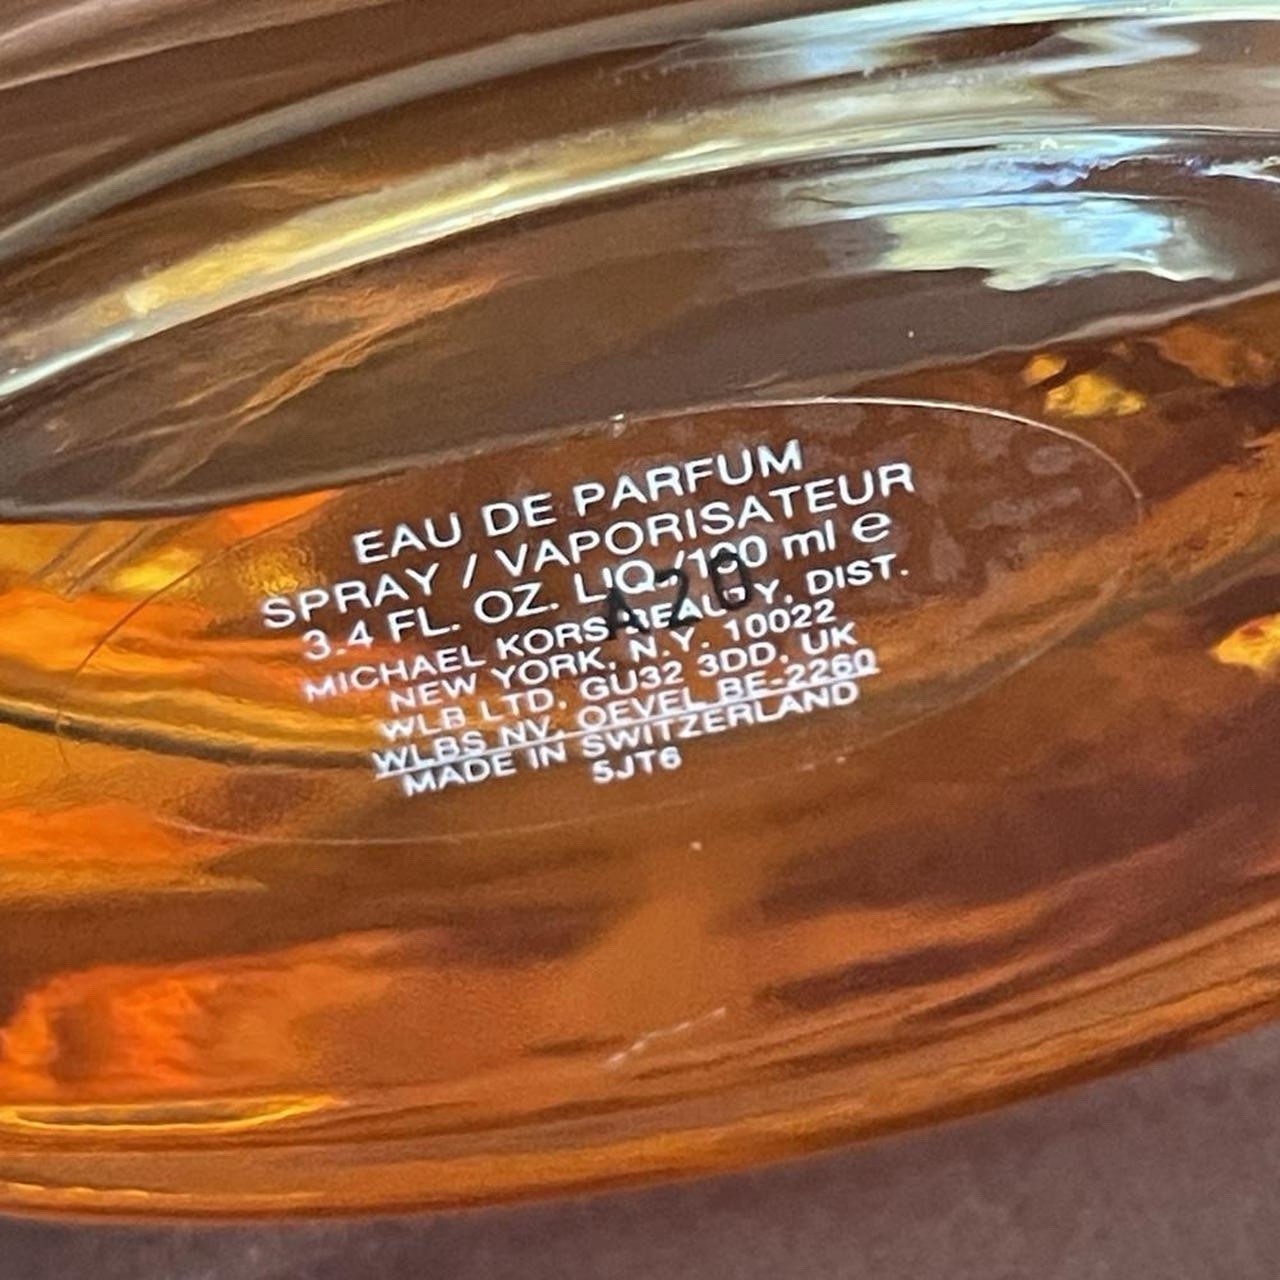 EAU DE PARFUM
SPRAY / VAPORISATEUR
3.4 FL. OZ. LIQ./100 ml e
A20
MICHAEL KORS BEAUTY, DIST.
NEW YORK, N.Y. 10022
WLB LTD, GU32 3DD, UK
WLBS NV, OEVEL BE-2260
MADE IN SWITZERLAND
5JT6